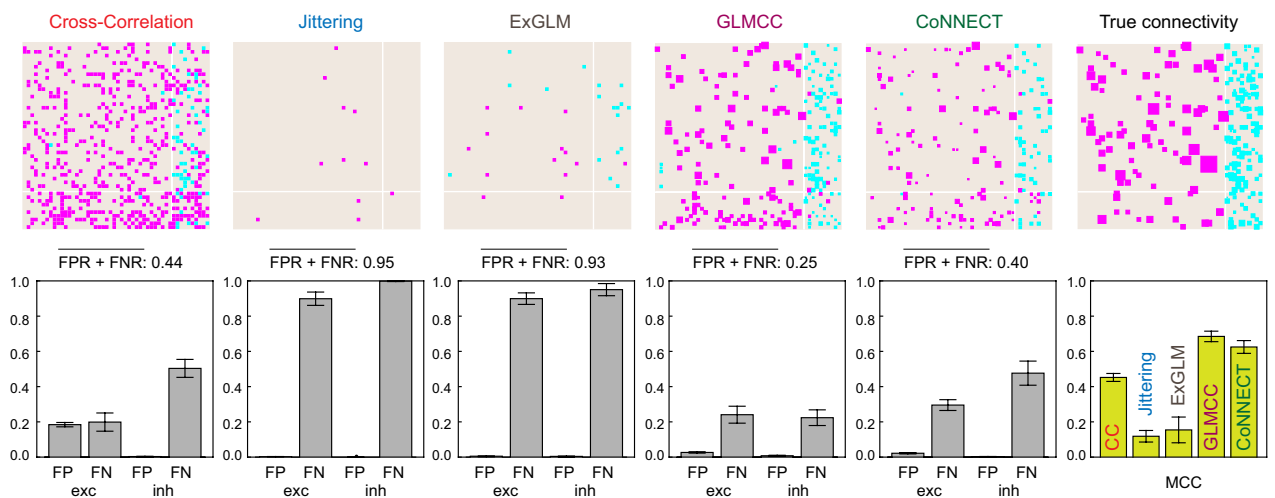 Cross-Correlation Jittering ExGLM GLMCC CoNNECT True connectivity
FPR + FNR: 0.44 FPR + FNR: 0.95 FPR + FNR: 0.93 FPR + FNR: 0.25 FPR + FNR: 0.40
1.0 1.0 1.0 1.0 1.0 1.0
0.8 0.8 0.8 0.8 0.8 0.8
0.6 0.6 0.6 0.6 0.6 0.6
0.4 0.4 0.4 0.4 0.4 0.4
0.2 0.2 0.2 0.2 0.2 0.2
0.0 0.0 0.0 0.0 0.0 0.0
CC
Jittering
ExGLM
GLMCC
CoNNECT
FP FN FP FN FP FN FP FN FP FN FP FN FP FN FP FN FP FN FP FN
exc inh exc inh exc inh exc inh exc inh MCC